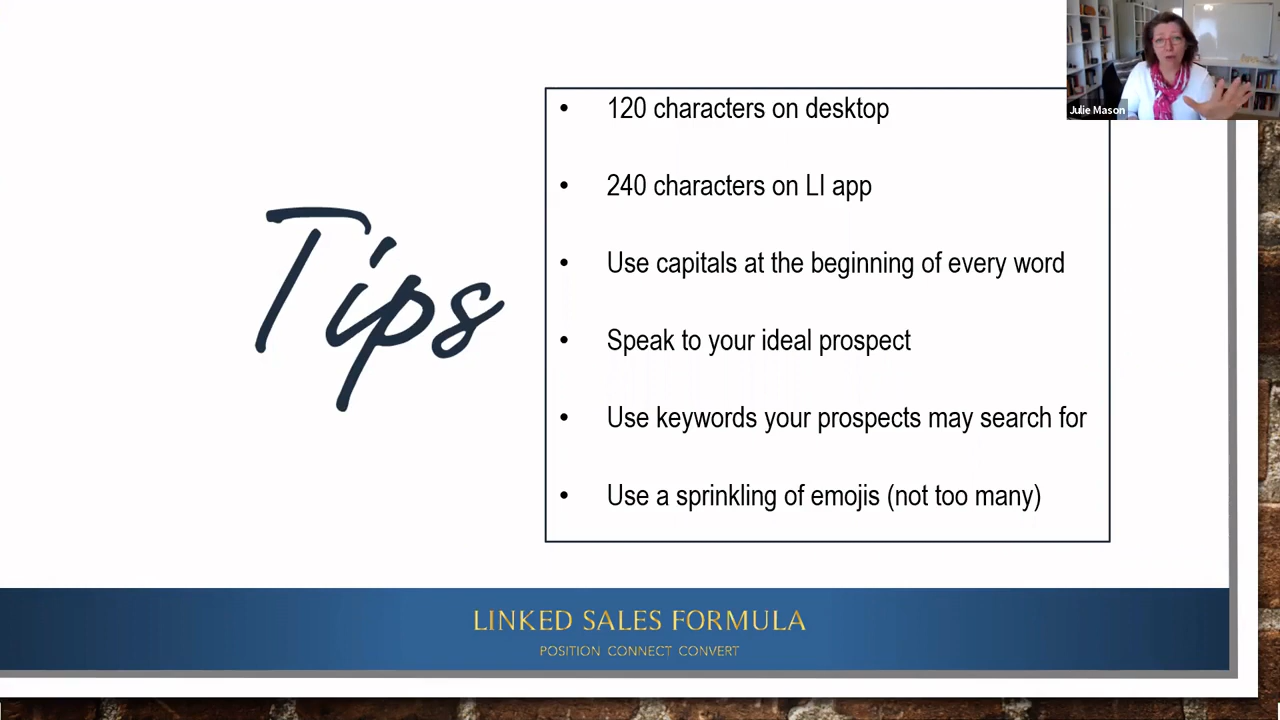 Julie Mason
Tips
• 120 characters on desktop
• 240 characters on LI app
• Use capitals at the beginning of every word
• Speak to your ideal prospect
• Use keywords your prospects may search for
• Use a sprinkling of emojis (not too many)
LINKED SALES FORMULA
POSITION CONNECT CONVERT